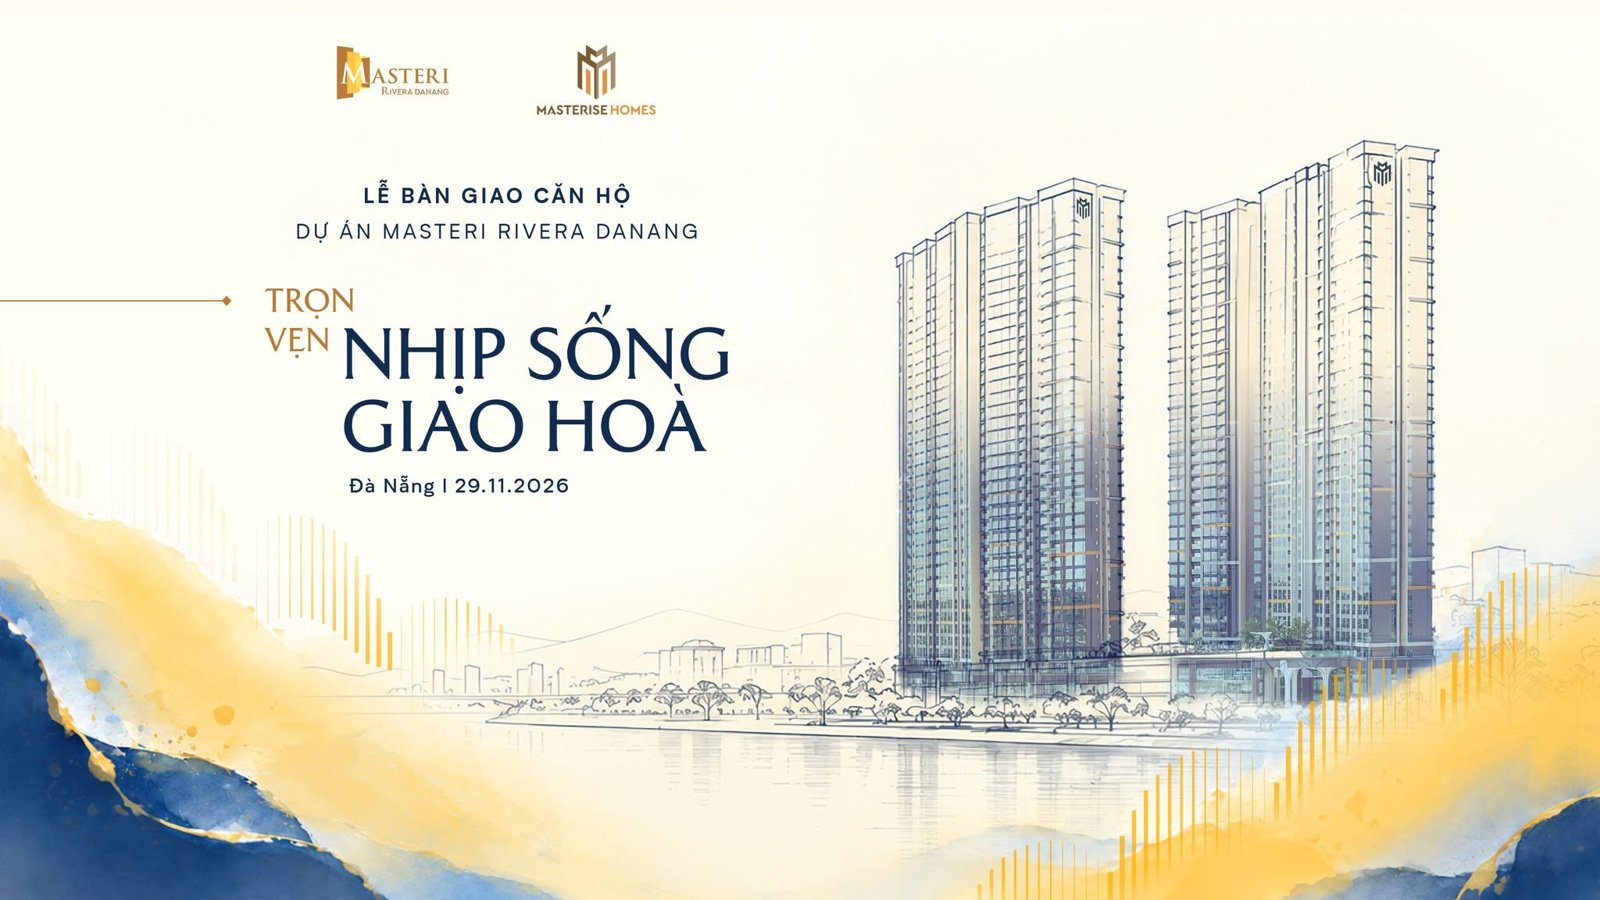 MASTERI
RIVERA DANANG
MASTERISE HOMES
LỄ BÀN GIAO CĂN HỘ
DỰ ÁN MASTERI RIVERA DANANG
TRỌN
VẸN
NHỊP SỐNG
GIAO HOÀ
Đà Nẵng | 29.11.2026